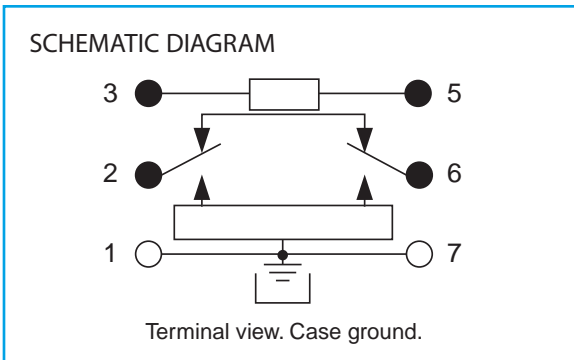 SCHEMATIC DIAGRAM
3 5
2 6
1 7
Terminal view. Case ground.